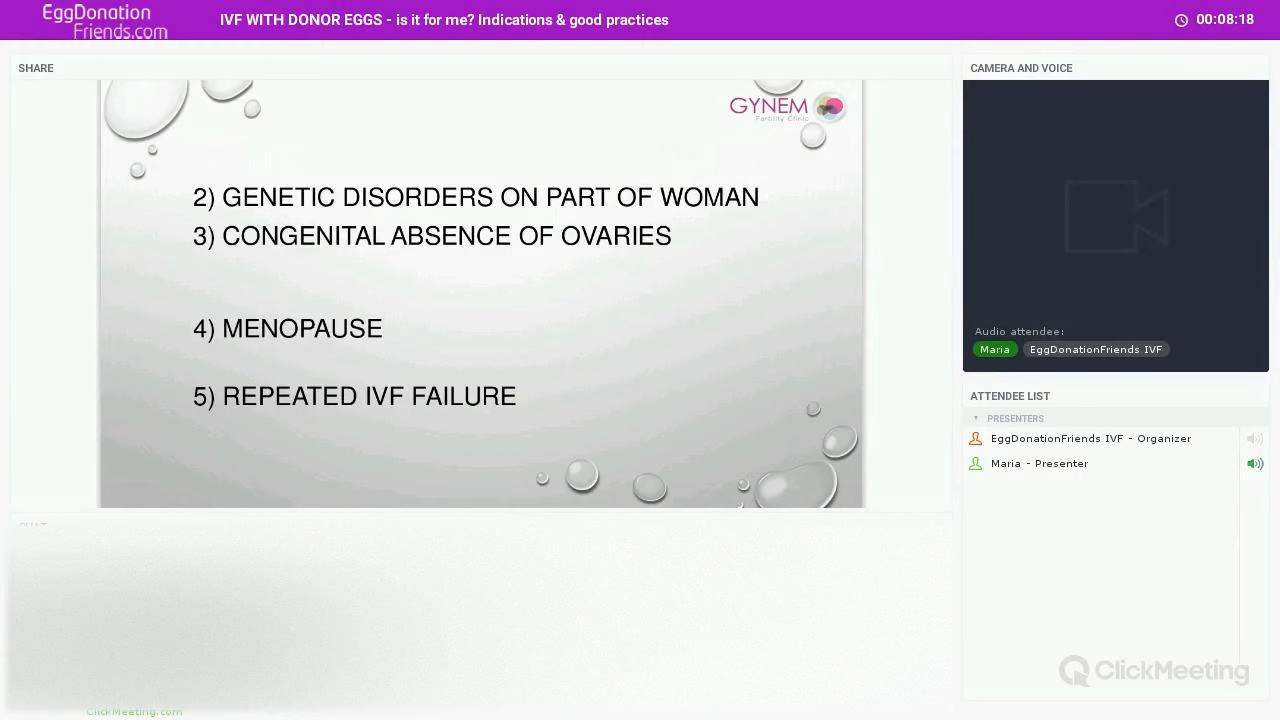 EggDonation
Friends.com
IVF WITH DONOR EGGS - is it for me? Indications & good practices
00:08:18
SHARE
GYNEM
Fertility Clinic
2) GENETIC DISORDERS ON PART OF WOMAN
3) CONGENITAL ABSENCE OF OVARIES
4) MENOPAUSE
5) REPEATED IVF FAILURE
CAMERA AND VOICE
Audio attendee:
Maria EggDonationFriends IVF
ATTENDEE LIST
PRESENTERS
EggDonationFriends IVF - Organizer
Maria - Presenter
CHAT
ClickMeeting
ClickMeeting.com